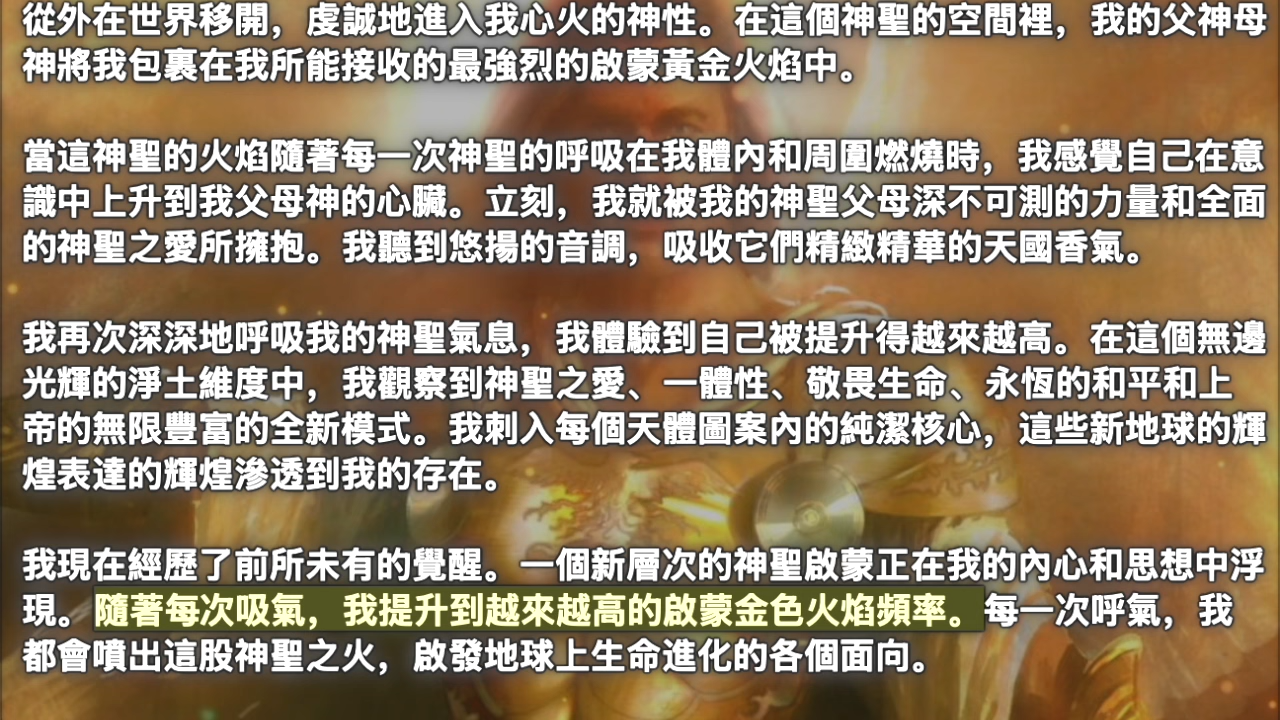 從外在世界移開，虔誠地進入我心火的神性。在這個神聖的空間裡，我的父神母
神將我包裹在我所能接收的最強烈的啟蒙黃金火焰中。
當這神聖的火焰隨著每一次神聖的呼吸在我體內和周圍燃燒時，我感覺自己在意
識中上升到我父母神的心臟。立刻，我就被我的神聖父母深不可測的力量和全面
的神聖之愛所擁抱。我聽到悠揚的音調，吸收它們精緻精華的天國香氣。
我再次深深地呼吸我的神聖氣息，我體驗到自己被提升得越來越高。在這個無邊
光輝的淨土維度中，我觀察到神聖之愛、一體性、敬畏生命、永恆的和平和上
帝的無限豐富的全新模式。我刺入每個天體圖案內的純潔核心，這些新地球的輝
煌表達的輝煌滲透到我的存在。
我現在經歷了前所未有的覺醒。一個新層次的神聖啟蒙正在我的內心和思想中浮
現。隨著每次吸氣，我提升到越來越高的啟蒙金色火焰頻率。每一次呼氣，我
都會噴出這股神聖之火，啟發地球上生命進化的各個面向。